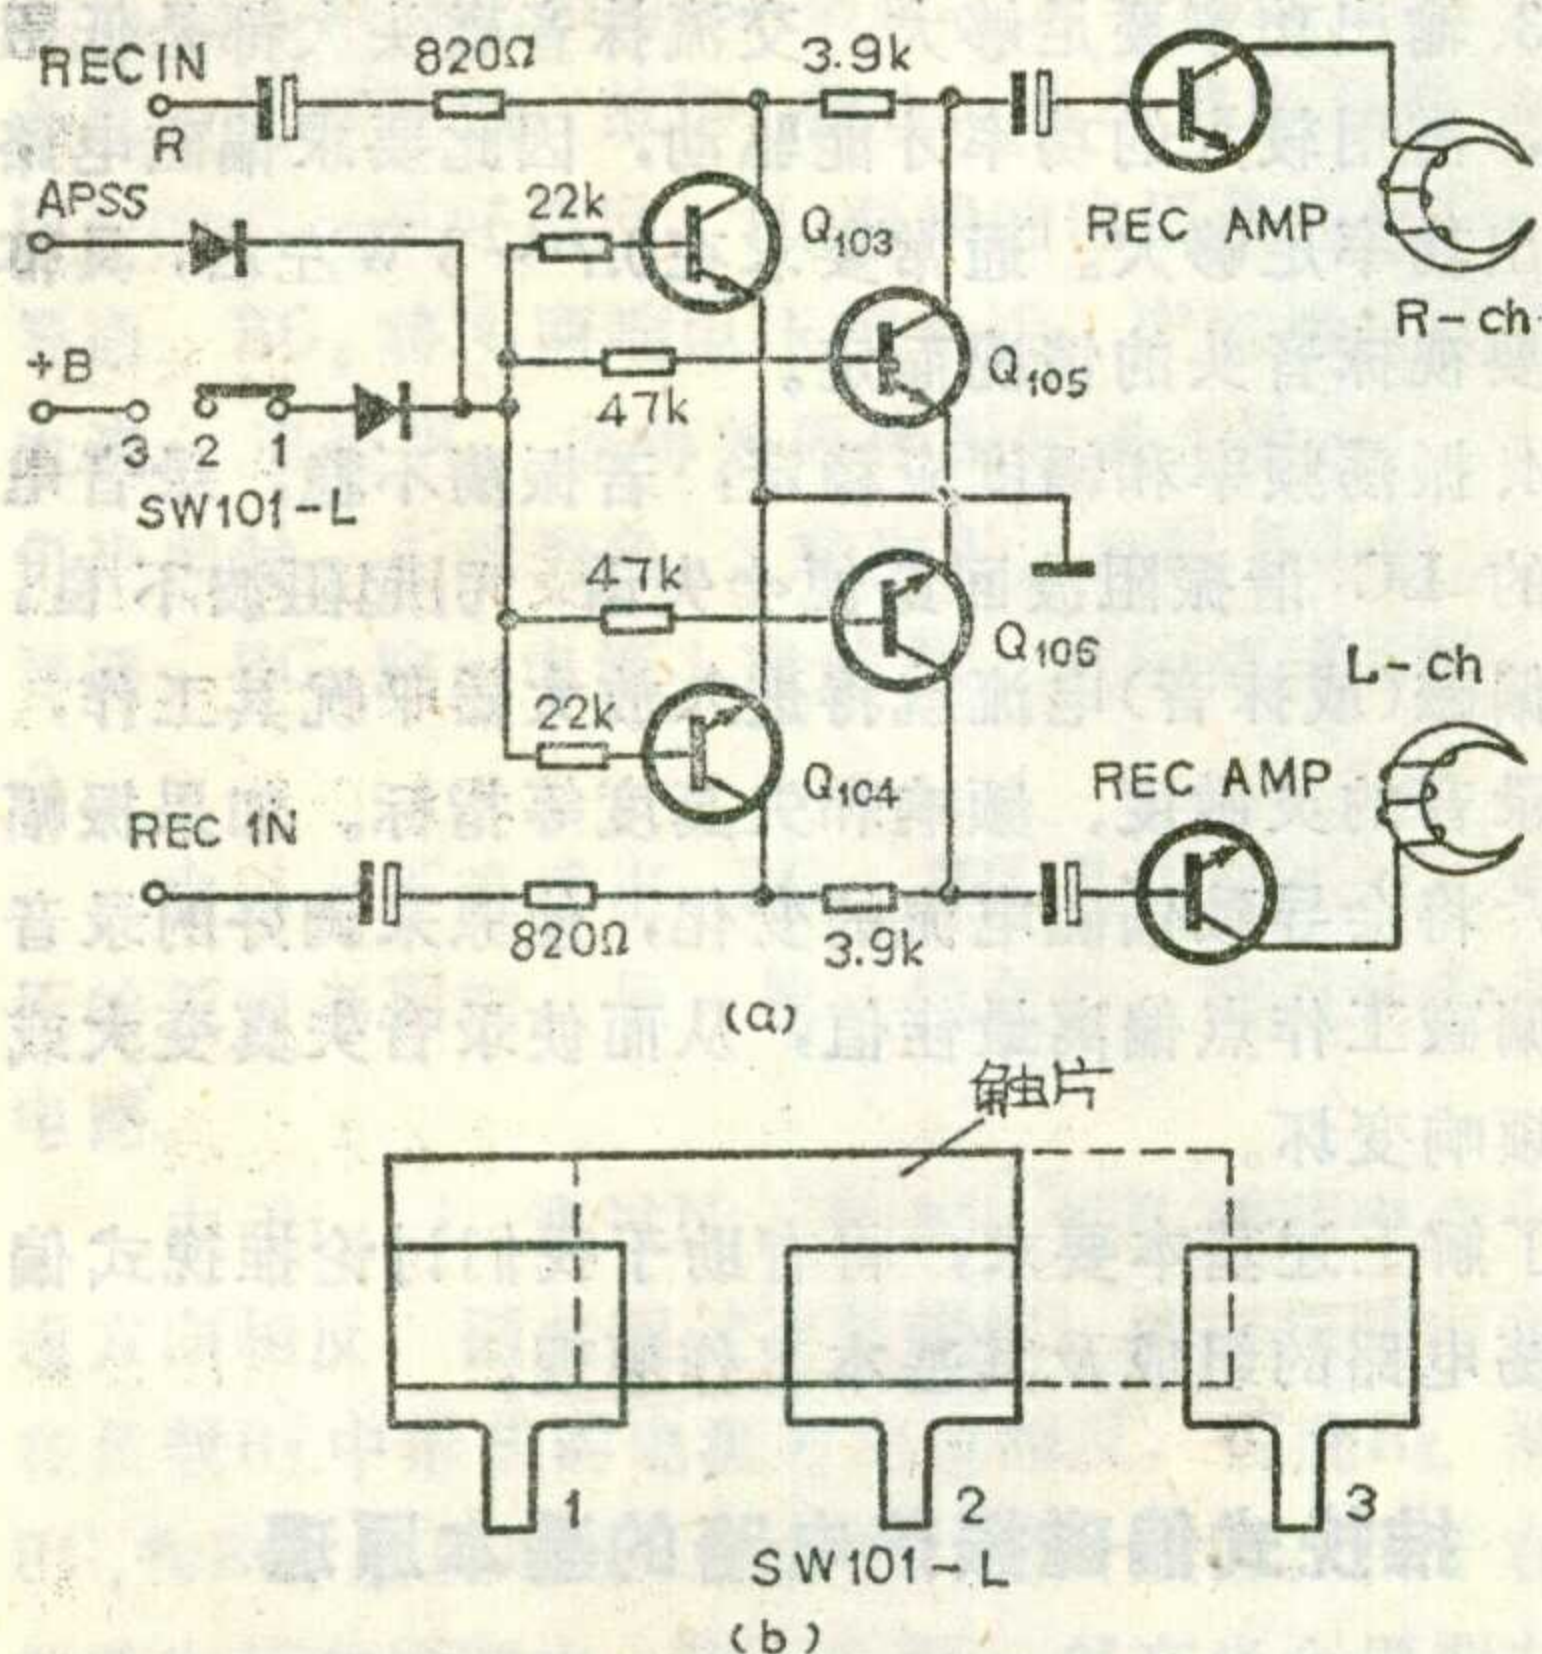 REC IN
820Ω
3.9k
R
APSS
22k
Q103
REC AMP
R-ch
+B
47k
Q105
3 2 1
SW101-L
47k
Q106
L-ch
22k
Q104
REC AMP
REC 1N
820Ω
3.9k
(a)
触片
1 2 3
SW101-L
(b)